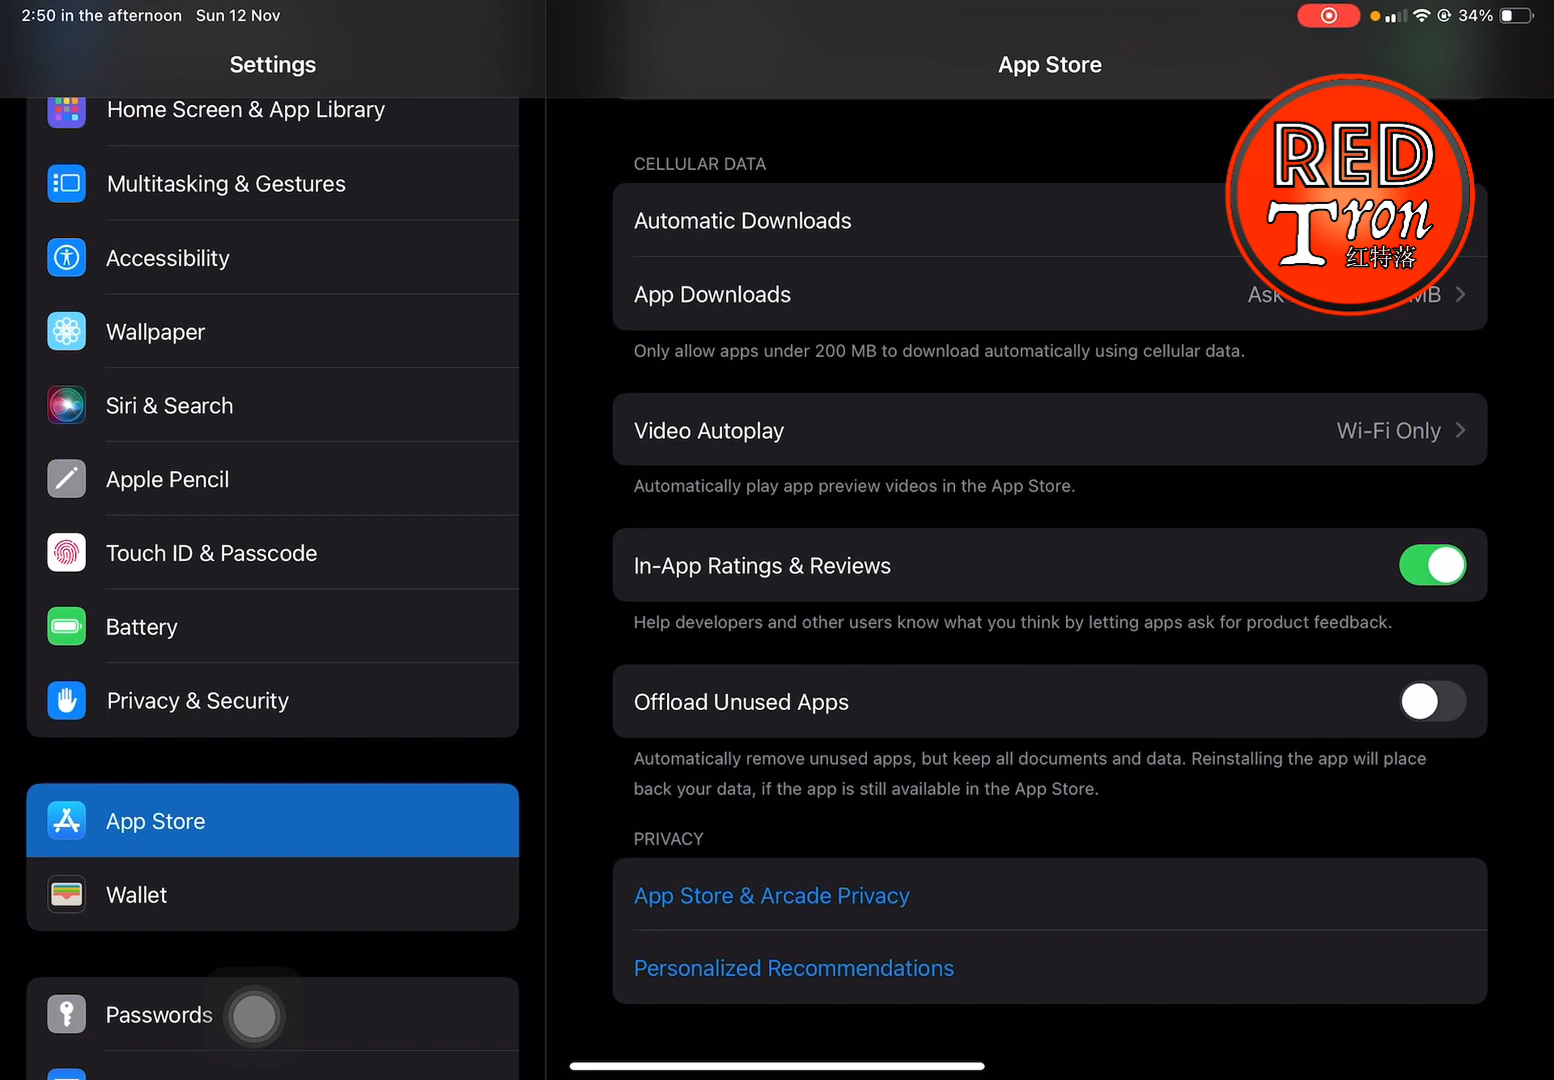 2:50 in the afternoon Sun 12 Nov
34%
Settings
Home Screen & App Library
Multitasking & Gestures
Accessibility
Wallpaper
Siri & Search
Apple Pencil
Touch ID & Passcode
Battery
Privacy & Security
App Store
Wallet
Passwords
App Store
RED
Tron
红特落
CELLULAR DATA
Automatic Downloads
App Downloads Ask MB
Only allow apps under 200 MB to download automatically using cellular data.
Video Autoplay Wi-Fi Only
Automatically play app preview videos in the App Store.
In-App Ratings & Reviews
Help developers and other users know what you think by letting apps ask for product feedback.
Offload Unused Apps
Automatically remove unused apps, but keep all documents and data. Reinstalling the app will place
back your data, if the app is still available in the App Store.
PRIVACY
App Store & Arcade Privacy
Personalized Recommendations